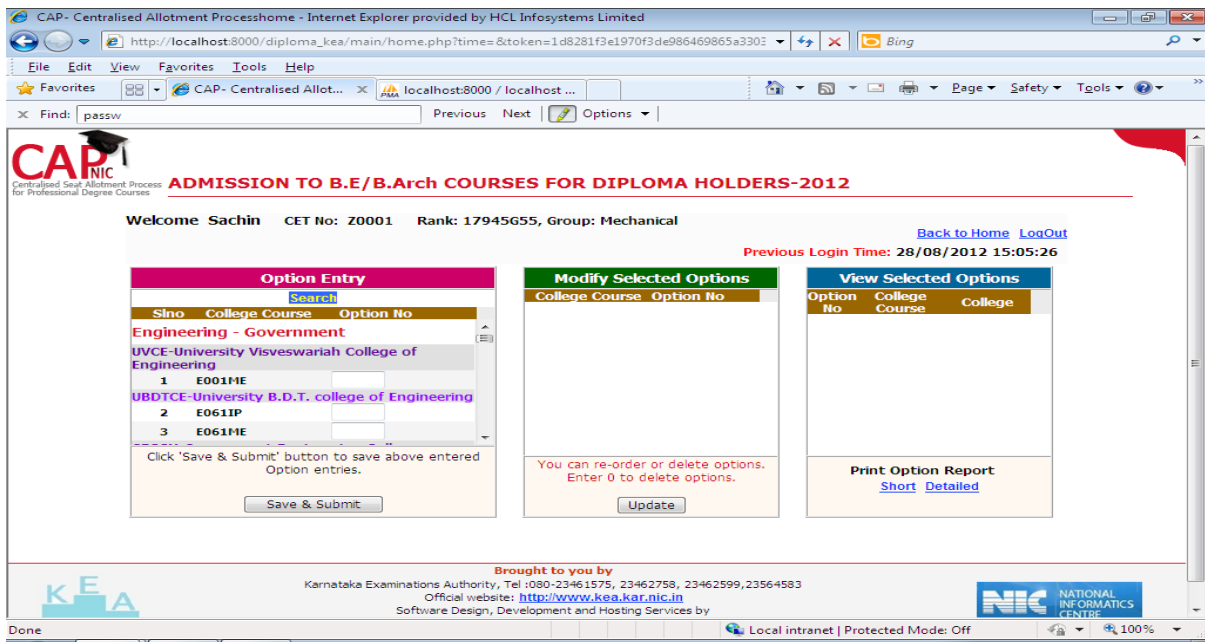 CAP- Centralised Allotment Processhome - Internet Explorer provided by HCL Infosystems Limited
http://localhost:8000/diploma_kea/main/home.php?time=&token=1d8281f3e1970f3de986469865a3303
Bing
File Edit View Favorites Tools Help
Favorites CAP- Centralised Allot... localhost:8000 / localhost ... Page Safety Tools
Find: passw Previous Next Options
CAP NIC
Centralised Seat Allotment Process
for Professional Degree Courses
ADMISSION TO B.E/B.Arch COURSES FOR DIPLOMA HOLDERS-2012
Welcome Sachin CET No: Z0001 Rank: 17945G55, Group: Mechanical
Back to Home LogOut
Previous Login Time: 28/08/2012 15:05:26
Option Entry
Search
Slno College Course Option No
Engineering - Government
UVCE-University Visveswariah College of
Engineering
1 E001ME
UBDTCE-University B.D.T. college of Engineering
2 E061IP
3 E061ME
Click 'Save & Submit' button to save above entered
Option entries.
Save & Submit
Modify Selected Options
College Course Option No
You can re-order or delete options.
Enter 0 to delete options.
Update
View Selected Options
Option No College Course College
Print Option Report
Short Detailed
Brought to you by
Karnataka Examinations Authority, Tel :080-23461575, 23462758, 23462599,23564583
Official website: http://www.kea.kar.nic.in
Software Design, Development and Hosting Services by
KEA
NIC NATIONAL
INFORMATICS
CENTRE
Done Local intranet | Protected Mode: Off 100%